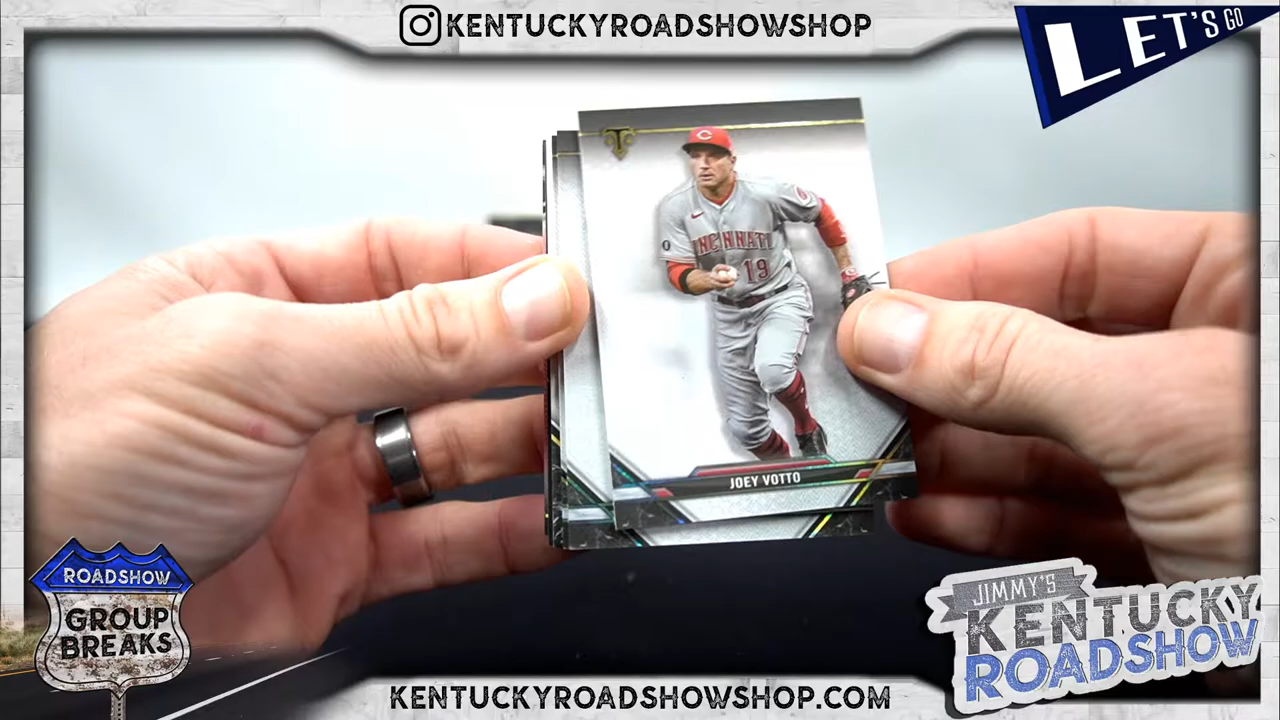 KENTUCKYROADSHOWSHOP
LET'S GO
C
CINCINNATI
19
JOEY VOTTO
ROADSHOW
GROUP
BREAKS
JIMMY'S
KENTUCKY
ROADSHOW
KENTUCKYROADSHOWSHOP.COM